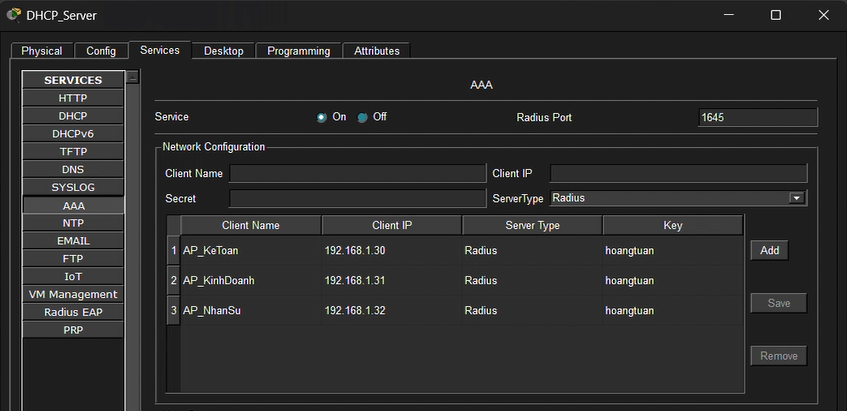 DHCP_Server
Physical Config Services Desktop Programming Attributes
SERVICES
HTTP
DHCP
DHCPv6
TFTP
DNS
SYSLOG
AAA
NTP
EMAIL
FTP
IoT
VM Management
Radius EAP
PRP
AAA
Service On Off Radius Port 1645
Network Configuration
Client Name Client IP
Secret ServerType Radius
Client Name Client IP Server Type Key
1 AP_KeToan 192.168.1.30 Radius hoangtuan
2 AP_KinhDoanh 192.168.1.31 Radius hoangtuan
3 AP_NhanSu 192.168.1.32 Radius hoangtuan
Add
Save
Remove